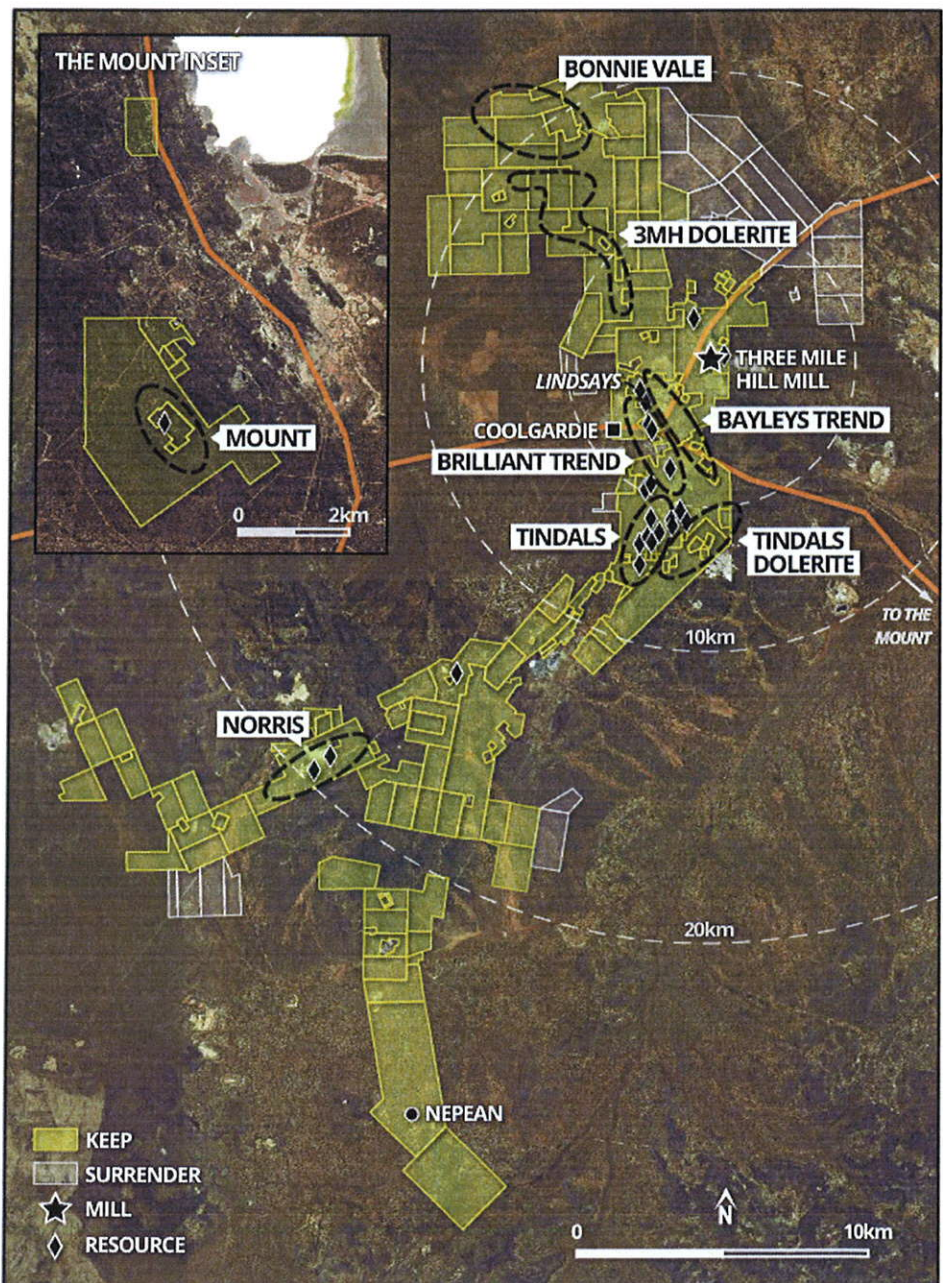 THE MOUNT INSET
MOUNT
0 2km
BONNIE VALE
3MH DOLERITE
THREE MILE
HILL MILL
LINDSAYS
COOLGARDIE
BAYLEYS TREND
BRILLIANT TREND
TINDALS
TINDALS
DOLERITE
TO THE
MOUNT
10km
NORRIS
20km
NEPEAN
KEEP
SURRENDER
MILL
RESOURCE
N
0 10km